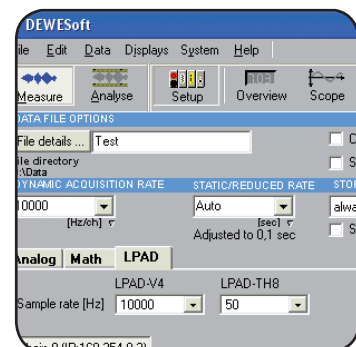 DEWESoft
File Edit Data Displays System Help
Measure Analyse Setup Overview Scope
DATA FILE OPTIONS
File details ... Test
File directory
:\Data
DYNAMIC ACQUISITION RATE STATIC/REDUCED RATE STO
10000 Auto alwa
[Hz/ch] [sec]
Adjusted to 0,1 sec S
Analog Math LPAD
LPAD-V4 LPAD-TH8
Sample rate [Hz] 10000 50